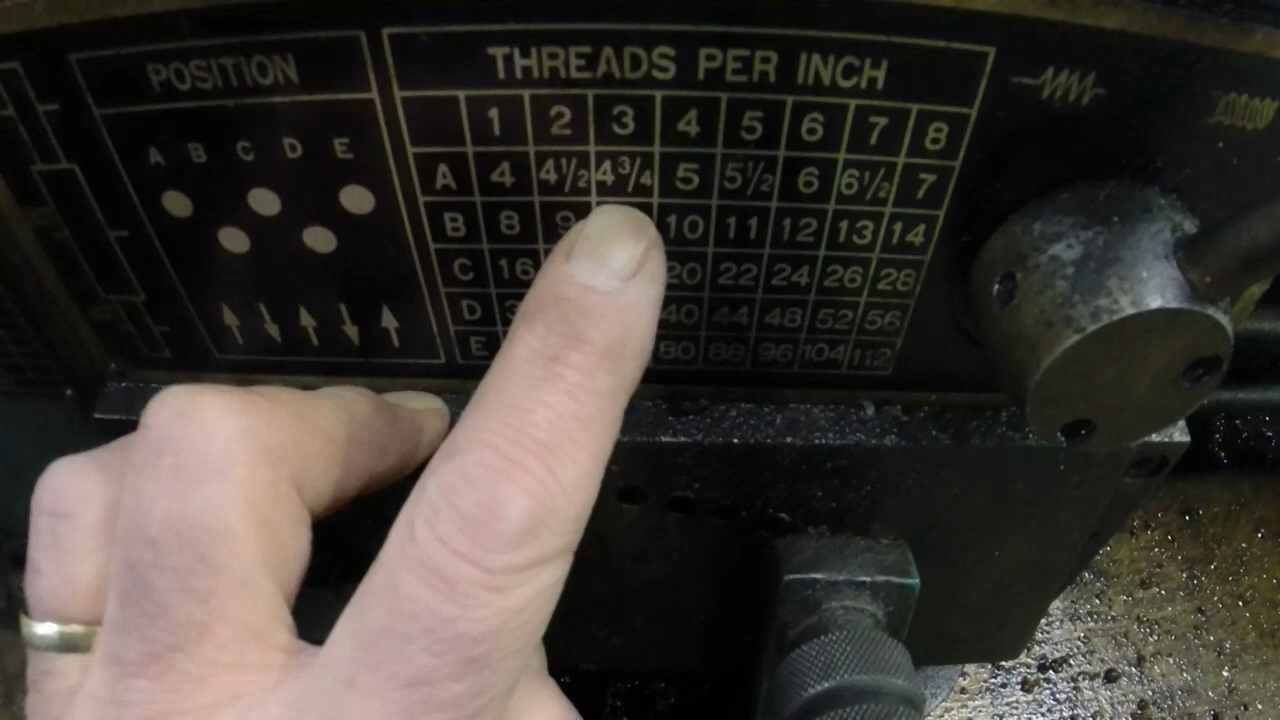 POSITION
A B C D E
THREADS PER INCH
1 2 3 4 5 6 7 8
A 4 4½ 4¾ 5 5½ 6 6½ 7
B 8 9 10 11 12 13 14
C 16 20 22 24 26 28
D 40 44 48 52 56
E 80 88 96 104 112